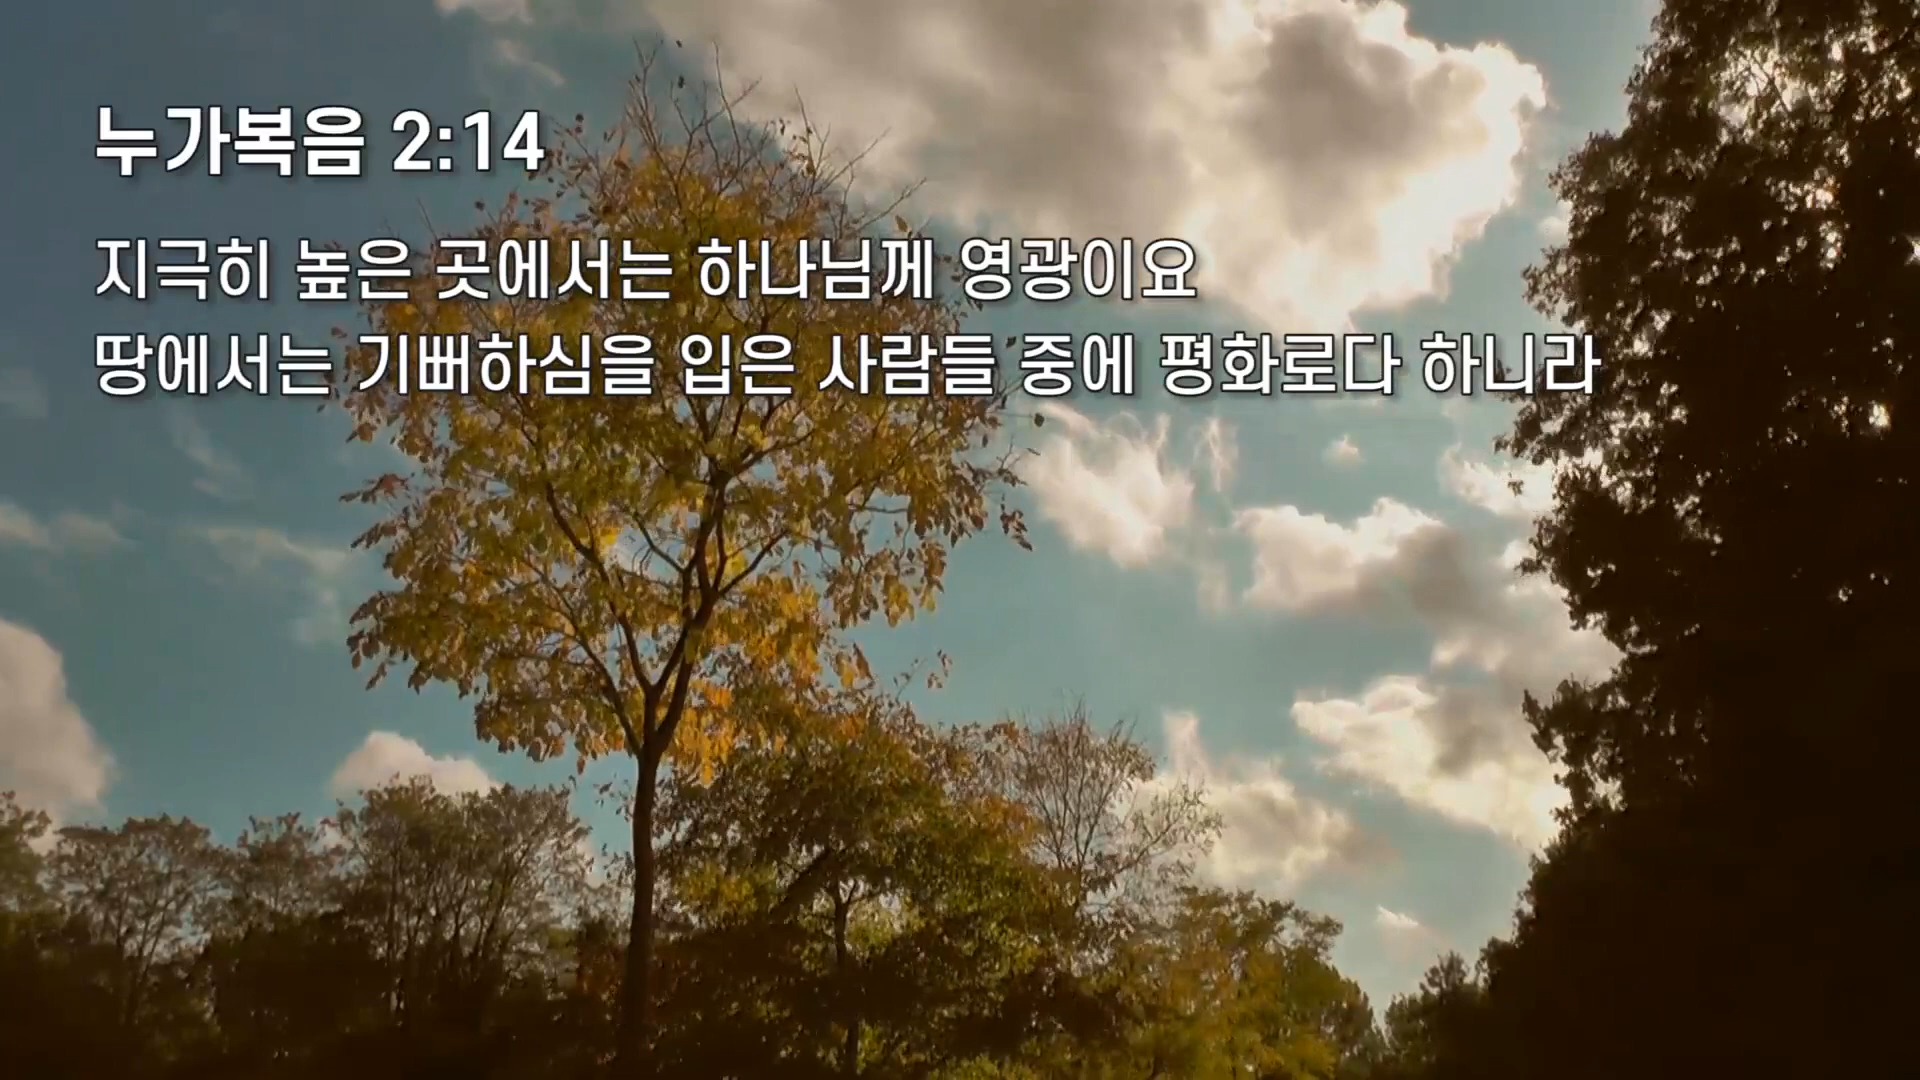 누가복음 2:14
지극히 높은 곳에서는 하나님께 영광이요
땅에서는 기뻐하심을 입은 사람들 중에 평화로다 하니라